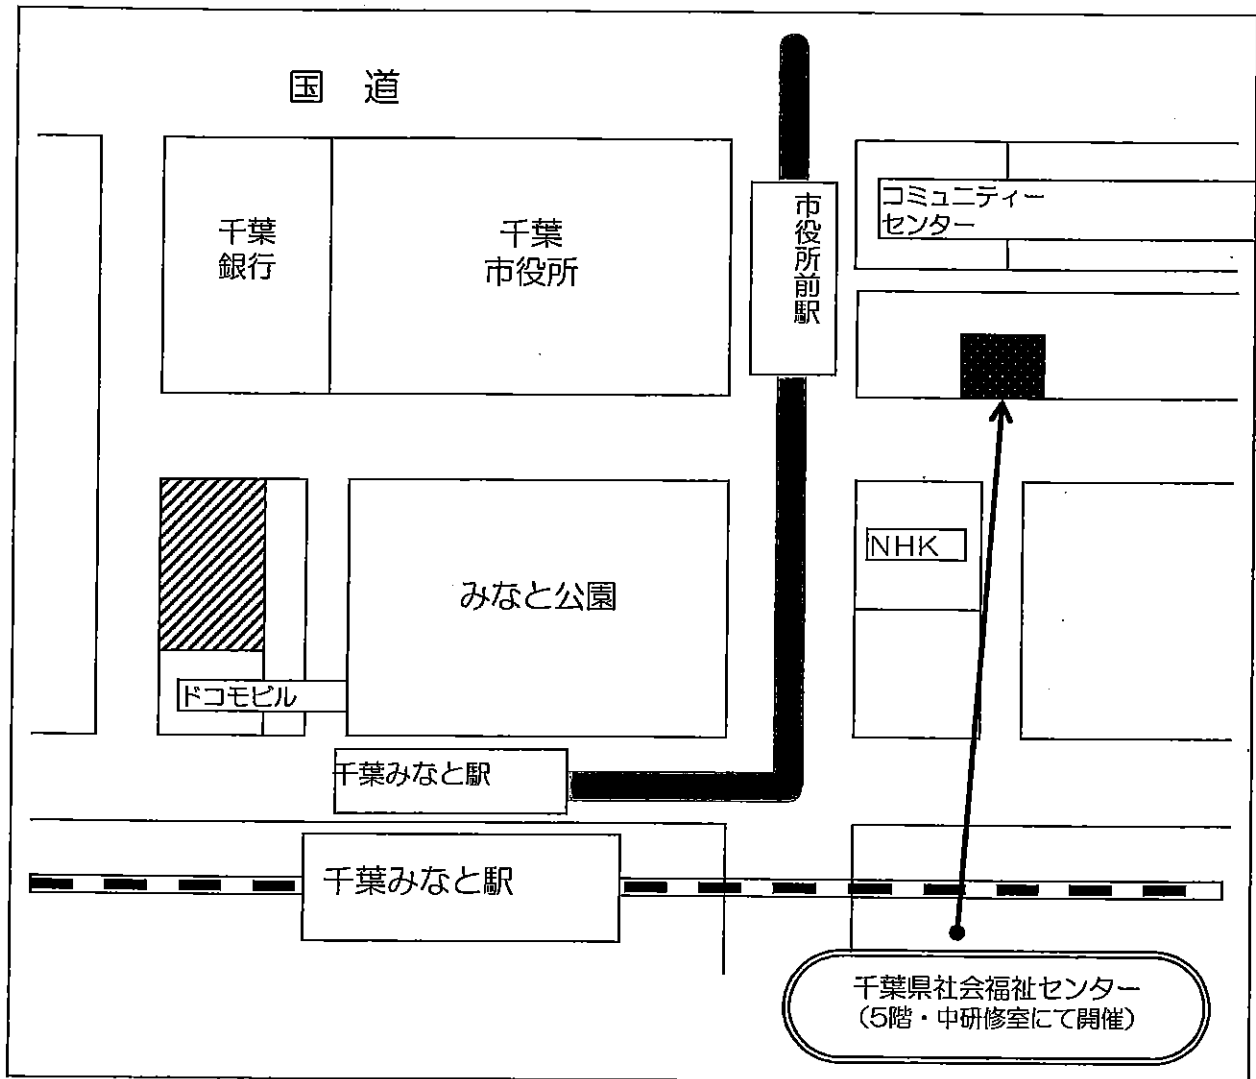 国道
千葉
銀行
千葉
市役所
市役所前駅
コミュニティー
センター
NHK
みなと公園
ドコモビル
千葉みなと駅
千葉みなと駅
千葉県社会福祉センター
(5階・中研修室にて開催)